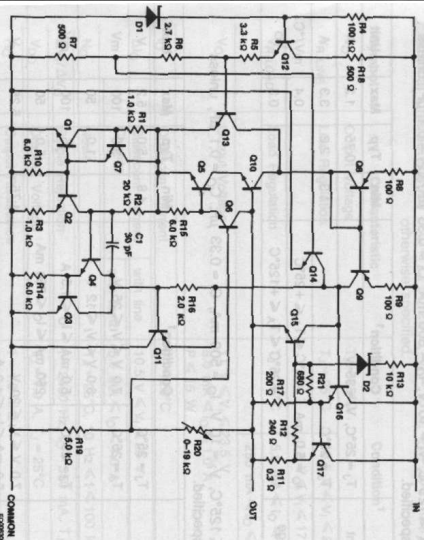 IN
R4
100 kΩ
R18
500 Ω
R8
100 Ω
R9
100 Ω
R13
10 kΩ
Q12
Q8
Q9
D2
Q16
Q17
R21
680 Ω
Q14
Q15
R17
200 Ω
R12
240 Ω
R11
0.3 Ω
OUT
R5
3.3 kΩ
Q13
Q10
Q6
Q5
R20
0–19 kΩ
R6
2.7 kΩ
R15
6.0 kΩ
R16
2.0 kΩ
D1
R1
1.0 kΩ
R2
20 kΩ
Q7
C1
30 pF
Q11
R7
500 Ω
Q1
Q2
Q4
Q3
R19
5.0 kΩ
R10
6.0 kΩ
R3
1.0 kΩ
R14
6.0 kΩ
COMMON